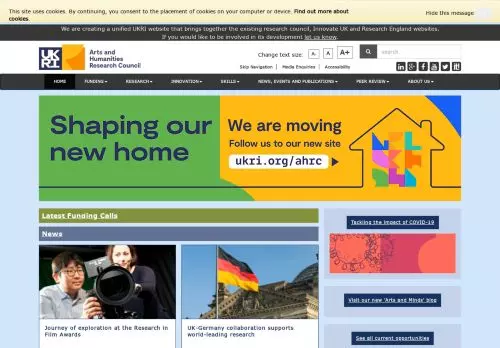 This site uses cookies. By continuing, you consent to the placement of cookies on your computer or device. Find out more about cookies.
Hide this message
We are creating a unified UKRI website that brings together the existing research council, Innovate UK and Research England websites.
If you would like to be involved in its development let us know.
UK
RI
Arts and
Humanities
Research Council
Change text size: A- A A+
search
Skip Navigation | Media Enquiries | Accessibility
HOME FUNDING RESEARCH INNOVATION SKILLS NEWS, EVENTS AND PUBLICATIONS PEER REVIEW ABOUT US
Shaping our
new home
We are moving
Follow us to our new site
ukri.org/ahrc
Latest Funding Calls
News
Tackling the impact of COVID-19
Journey of exploration at the Research in
Film Awards
UK-Germany collaboration supports
world-leading research
Visit our new 'Arts and Minds' blog
See all current opportunities